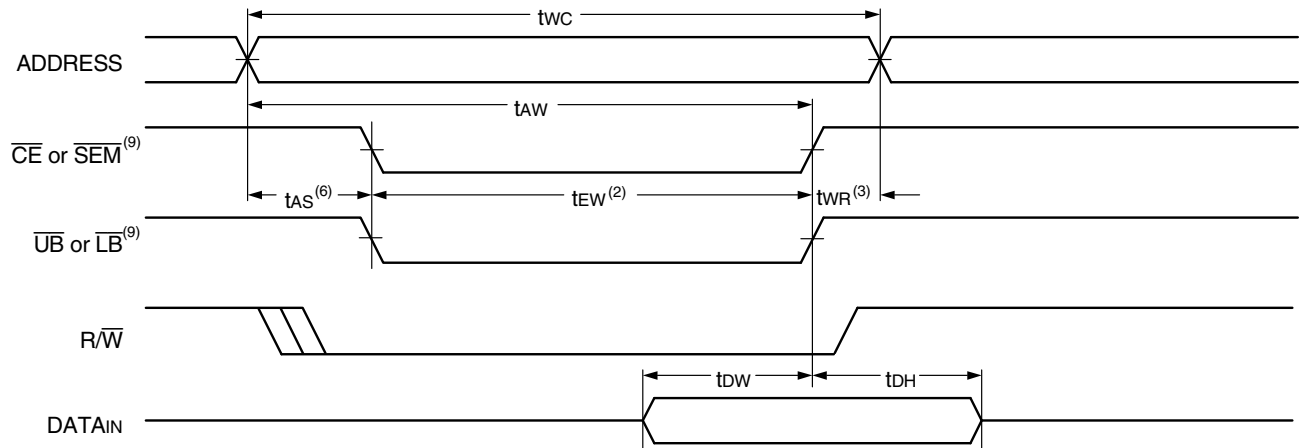 tWC
ADDRESS
tAW
CE or SEM(9)
tAS(6)
tEW(2)
tWR(3)
UB or LB(9)
R/W
tDW
tDH
DATAIN